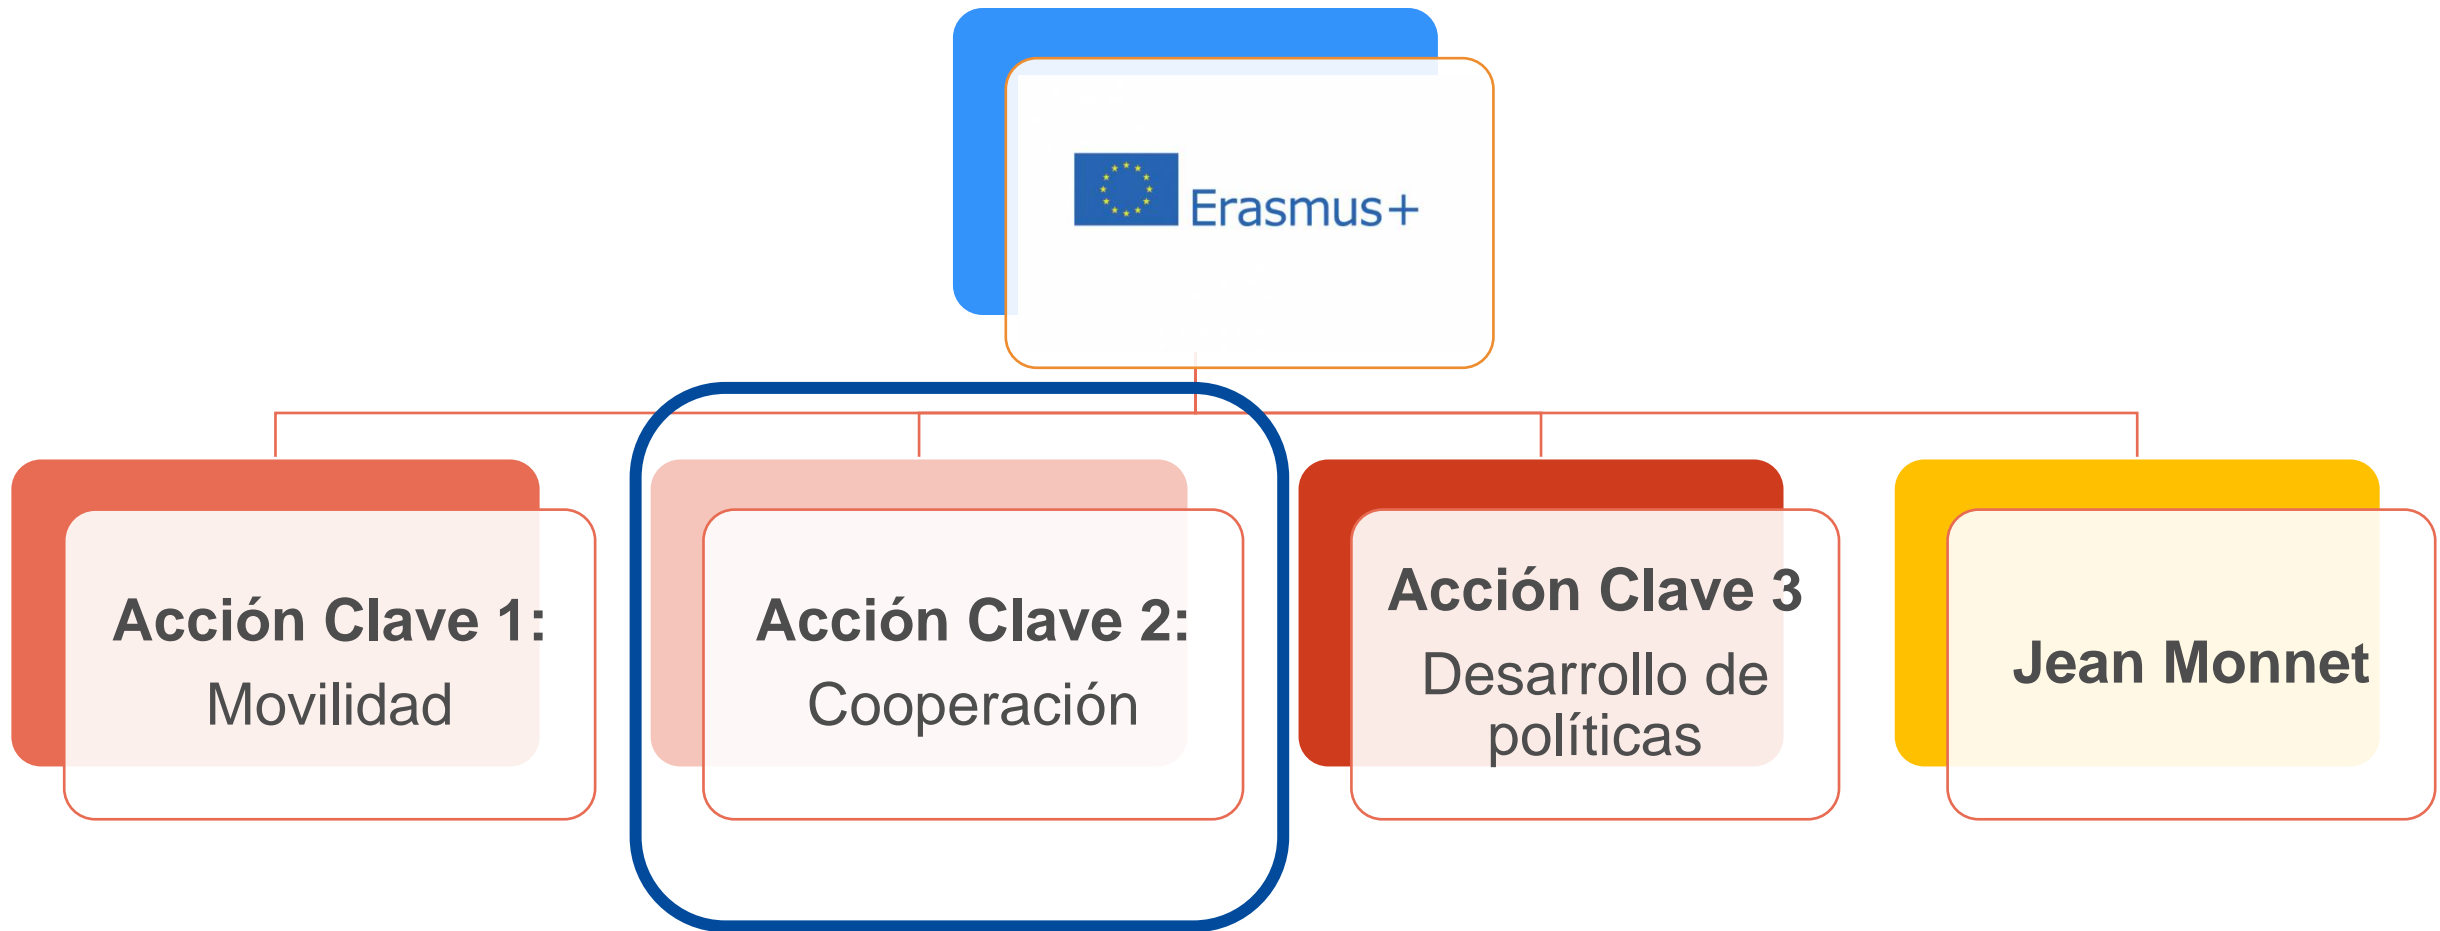 Erasmus+
Acción Clave 1:
Movilidad
Acción Clave 2:
Cooperación
Acción Clave 3
Desarrollo de
políticas
Jean Monnet